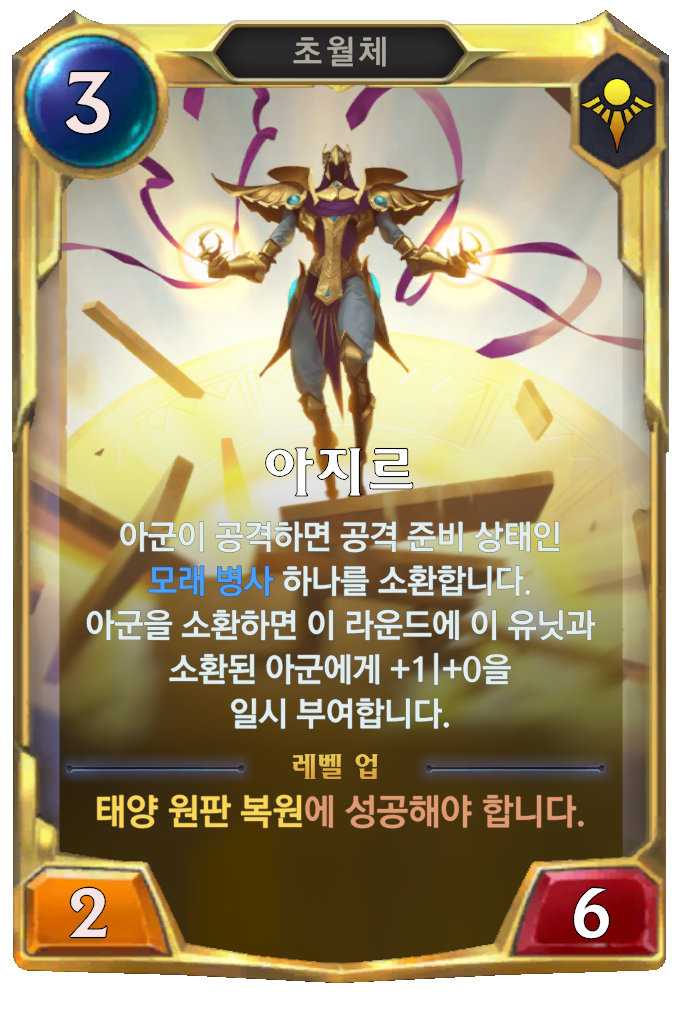 초월체
3
아지르
아군이 공격하면 공격 준비 상태인
모래 병사 하나를 소환합니다.
아군을 소환하면 이 라운드에 이 유닛과
소환된 아군에게 +1|+0을
일시 부여합니다.
레벨 업
태양 원판 복원에 성공해야 합니다.
2
6